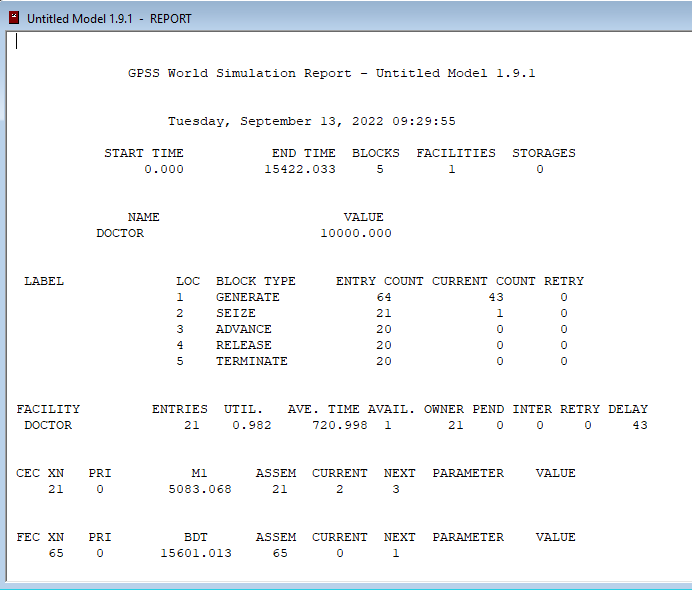 Untitled Model 1.9.1 - REPORT
GPSS World Simulation Report - Untitled Model 1.9.1
Tuesday, September 13, 2022 09:29:55
START TIME END TIME BLOCKS FACILITIES STORAGES
0.000 15422.033 5 1 0
NAME VALUE
DOCTOR 10000.000
LABEL LOC BLOCK TYPE ENTRY COUNT CURRENT COUNT RETRY
1 GENERATE 64 43 0
2 SEIZE 21 1 0
3 ADVANCE 20 0 0
4 RELEASE 20 0 0
5 TERMINATE 20 0 0
FACILITY ENTRIES UTIL. AVE. TIME AVAIL. OWNER PEND INTER RETRY DELAY
DOCTOR 21 0.982 720.998 1 21 0 0 0 43
CEC XN PRI M1 ASSEM CURRENT NEXT PARAMETER VALUE
21 0 5083.068 21 2 3
FEC XN PRI BDT ASSEM CURRENT NEXT PARAMETER VALUE
65 0 15601.013 65 0 1